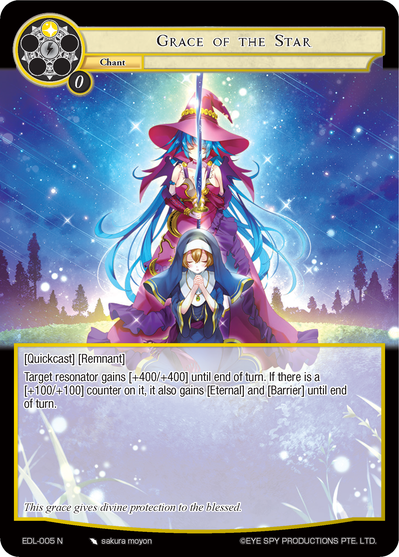 Grace of the Star
0
Chant
[Quickcast] [Remnant]
Target resonator gains [+400/+400] until end of turn. If there is a
[+100/+100] counter on it, it also gains [Eternal] and [Barrier] until end
of turn.
This grace gives divine protection to the blessed.
EDL-005 N sakura moyon ©EYE SPY PRODUCTIONS PTE. LTD.